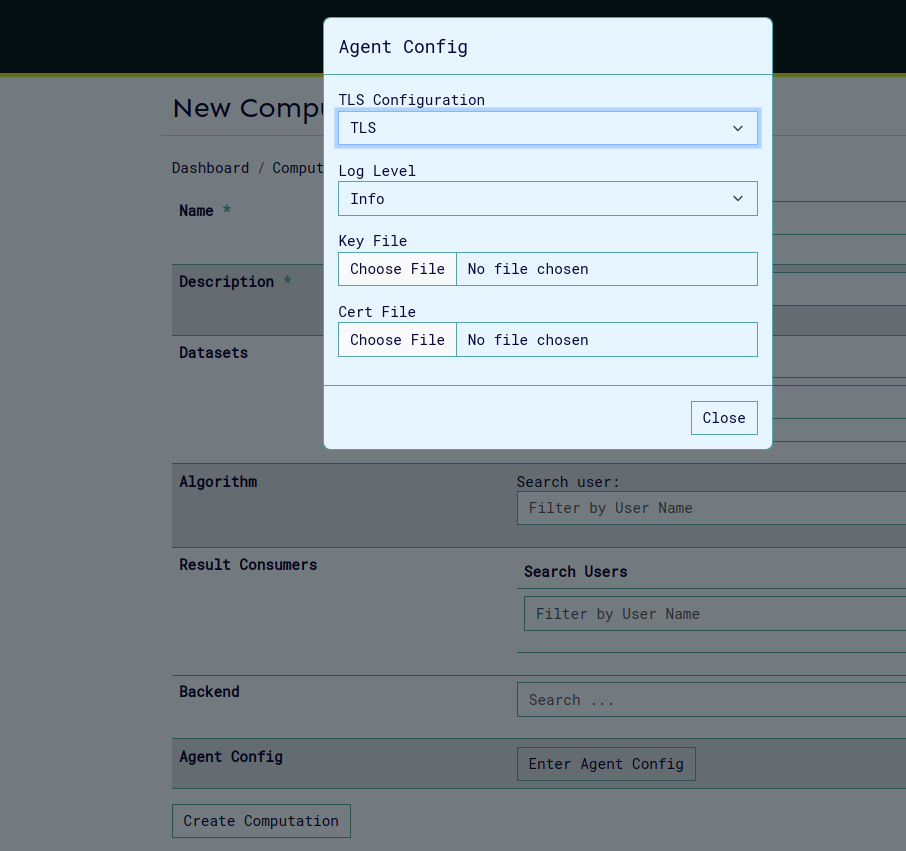 Agent Config
TLS Configuration
TLS
Log Level
Info
Key File
Choose File No file chosen
Cert File
Choose File No file chosen
Close
New Compu
Dashboard / Comput
Name *
Description *
Datasets
Algorithm
Search user:
Filter by User Name
Result Consumers
Search Users
Filter by User Name
Backend
Search ...
Agent Config
Enter Agent Config
Create Computation